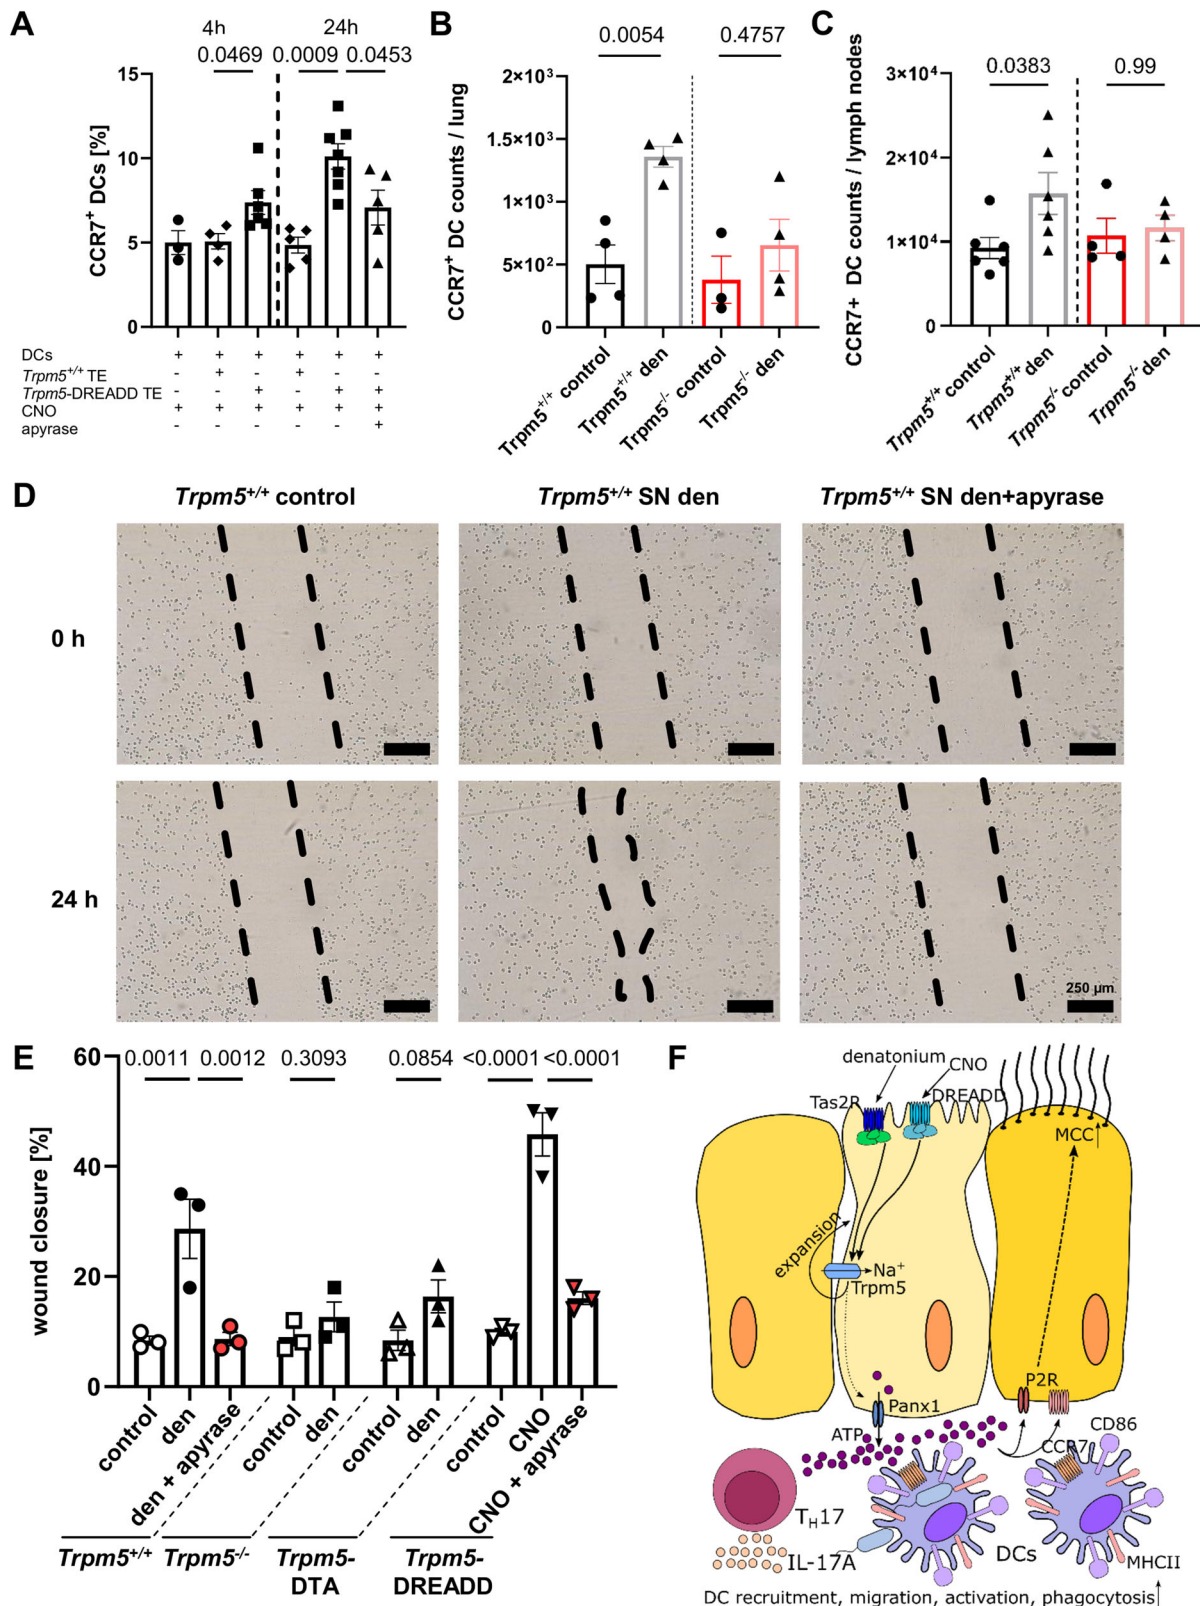 A
4h 24h
0.0469 0.0009 0.0453
15
10
5
0
CCR7⁺ DCs [%]
DCs + + + + + +
Trpm5⁺/⁺ TE - + - + - -
Trpm5-DREADD TE - - + - + +
CNO + + + + + +
apyrase - - - - - +
B
0.0054 0.4757
2×10³
1.5×10³
1×10³
5×10²
0
CCR7⁺ DC counts / lung
Trpm5⁺/⁺ control
Trpm5⁺/⁺ den
Trpm5⁻/⁻ control
Trpm5⁻/⁻ den
C
0.0383 0.99
3×10⁴
2×10⁴
1×10⁴
0
CCR7+ DC counts / lymph nodes
Trpm5⁺/⁺ control
Trpm5⁺/⁺ den
Trpm5⁻/⁻ control
Trpm5⁻/⁻ den
D
Trpm5⁺/⁺ control
Trpm5⁺/⁺ SN den
Trpm5⁺/⁺ SN den+apyrase
0 h
24 h
250 µm
E
0.0011 0.0012 0.3093 0.0854 <0.0001 <0.0001
60
40
20
0
wound closure [%]
control
den
den + apyrase
control
den
control
den
control
CNO
CNO + apyrase
Trpm5⁺/⁺
Trpm5⁻/⁻
Trpm5-
DTA
Trpm5-
DREADD
F
denatonium
CNO
Tas2R
DREADD
MCC
expansion
Na⁺
Trpm5
P2R
Panx1
ATP
CD86
CCR7
T_H17
IL-17A
DCs
MHCII
DC recruitment, migration, activation, phagocytosis